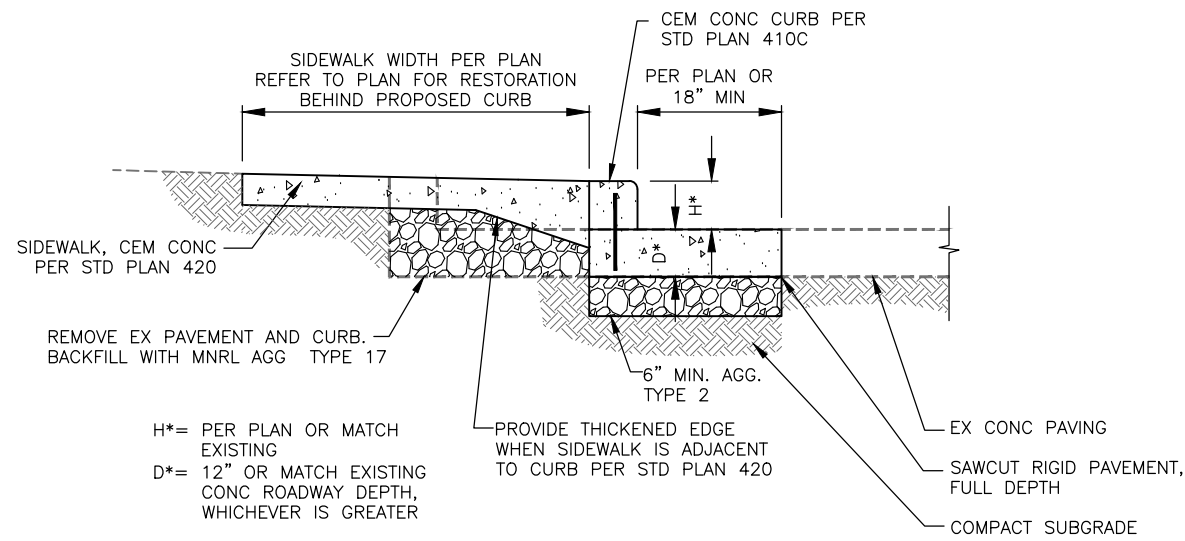 CEM CONC CURB PER
STD PLAN 410C
SIDEWALK WIDTH PER PLAN
REFER TO PLAN FOR RESTORATION
BEHIND PROPOSED CURB
PER PLAN OR
18” MIN
H*
D*
SIDEWALK, CEM CONC
PER STD PLAN 420
REMOVE EX PAVEMENT AND CURB.
BACKFILL WITH MNRL AGG TYPE 17
6” MIN. AGG.
TYPE 2
H*= PER PLAN OR MATCH
EXISTING
D*= 12” OR MATCH EXISTING
CONC ROADWAY DEPTH,
WHICHEVER IS GREATER
PROVIDE THICKENED EDGE
WHEN SIDEWALK IS ADJACENT
TO CURB PER STD PLAN 420
EX CONC PAVING
SAWCUT RIGID PAVEMENT,
FULL DEPTH
COMPACT SUBGRADE